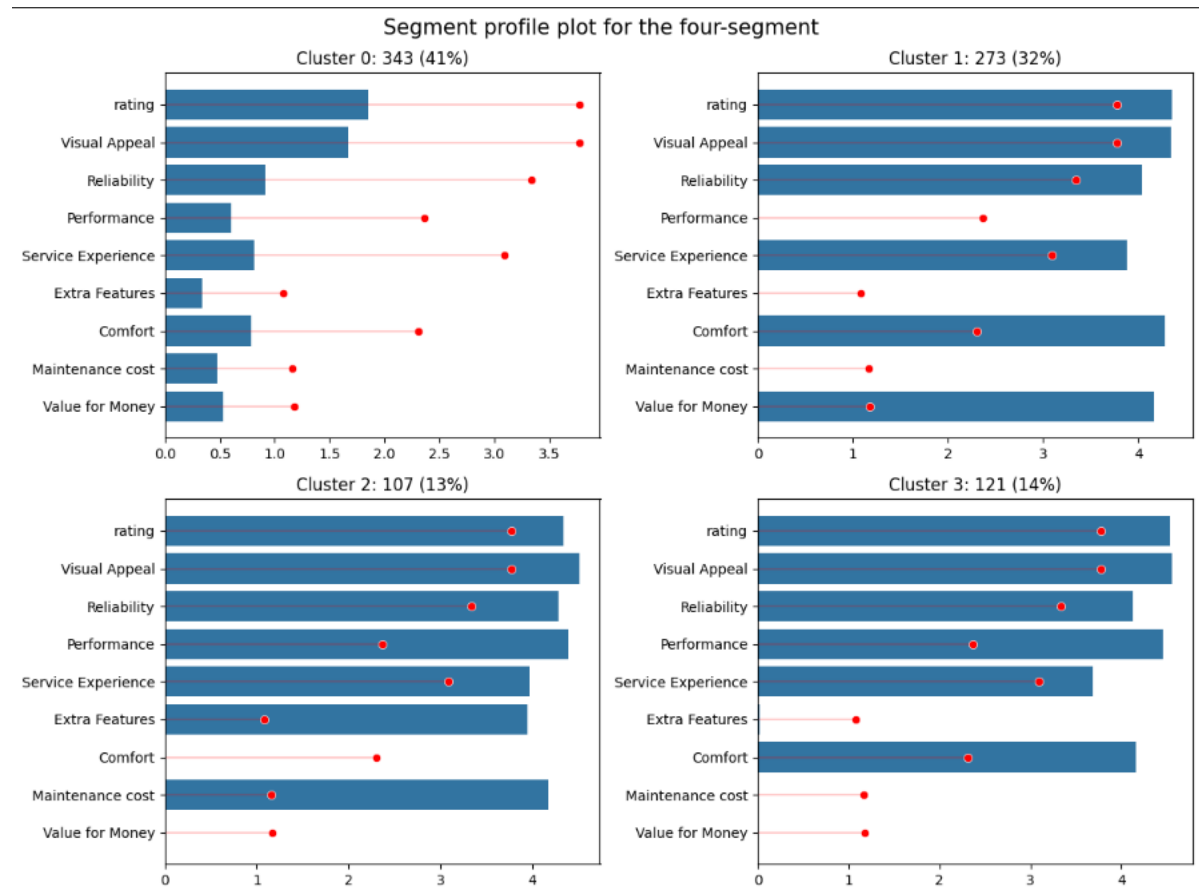 Segment profile plot for the four-segment
Cluster 0: 343 (41%)
rating
Visual Appeal
Reliability
Performance
Service Experience
Extra Features
Comfort
Maintenance cost
Value for Money
0.0 0.5 1.0 1.5 2.0 2.5 3.0 3.5
Cluster 1: 273 (32%)
rating
Visual Appeal
Reliability
Performance
Service Experience
Extra Features
Comfort
Maintenance cost
Value for Money
0 1 2 3 4
Cluster 2: 107 (13%)
rating
Visual Appeal
Reliability
Performance
Service Experience
Extra Features
Comfort
Maintenance cost
Value for Money
0 1 2 3 4
Cluster 3: 121 (14%)
rating
Visual Appeal
Reliability
Performance
Service Experience
Extra Features
Comfort
Maintenance cost
Value for Money
0 1 2 3 4